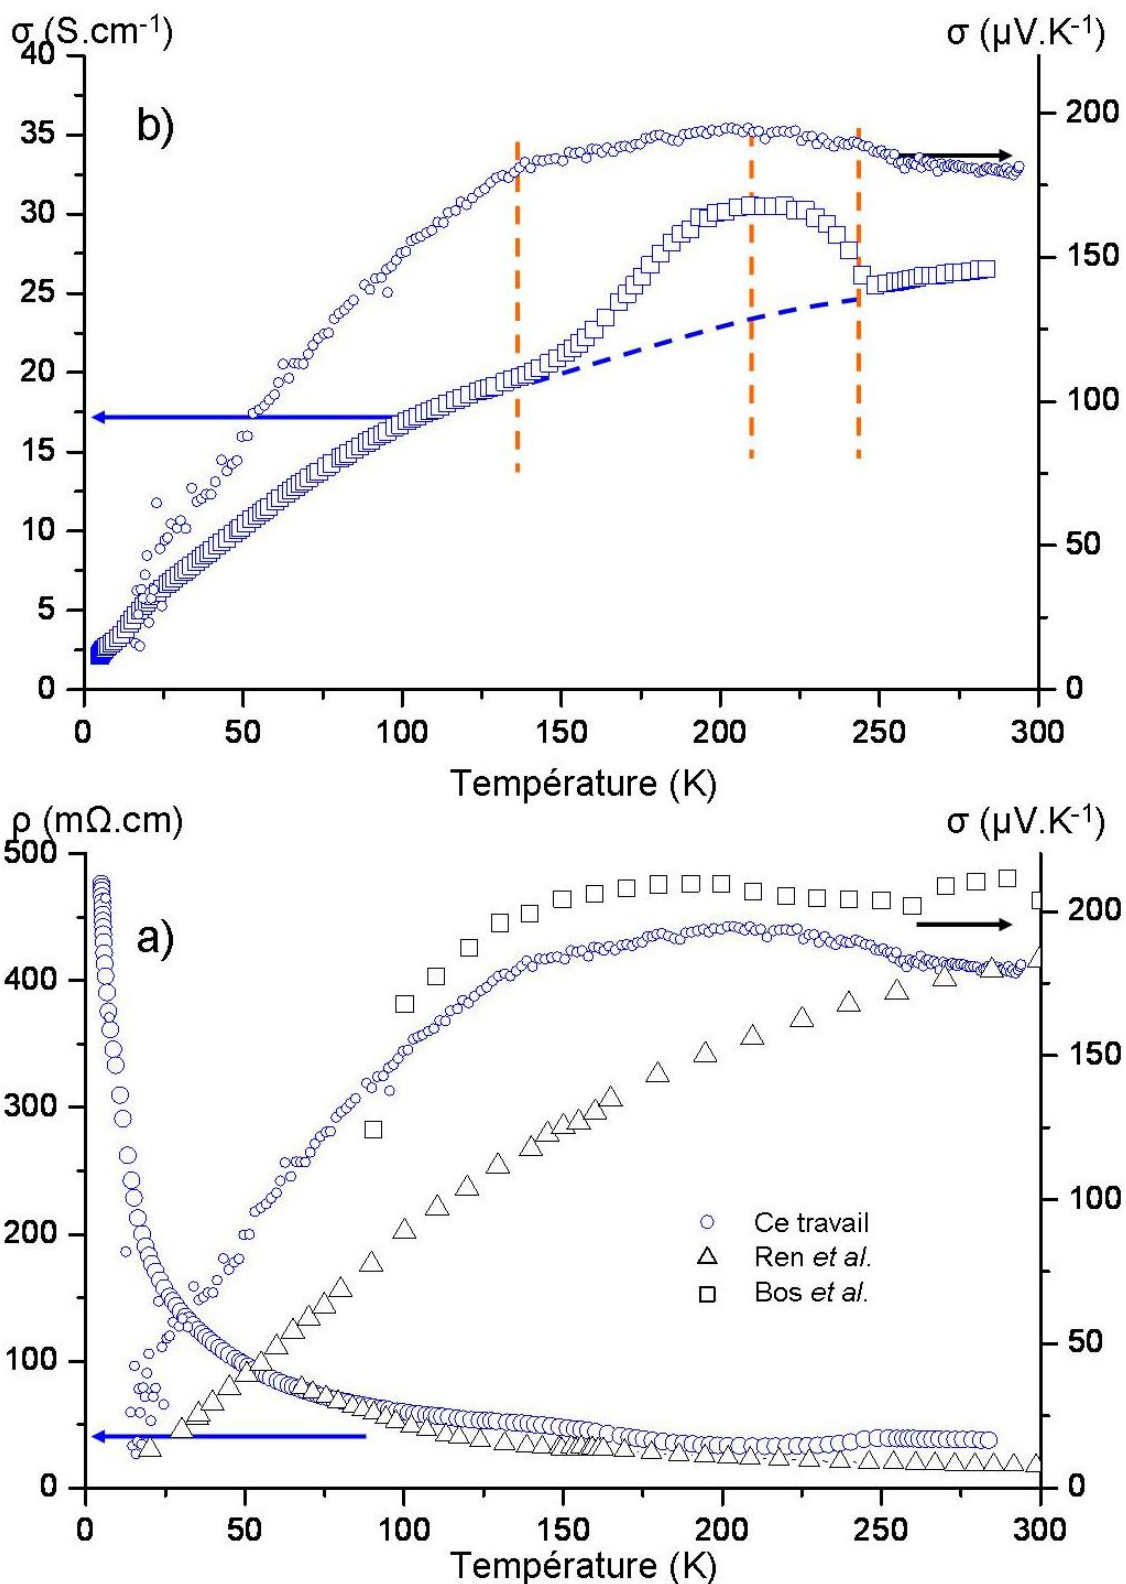 σ (S.cm-1) σ (µV.K-1)
40
35
30
25
20
15
10
5
0
b)
200
150
100
50
0
0 50 100 150 200 250 300
Température (K)
ρ (mΩ.cm) σ (µV.K-1)
500
400
300
200
100
0
a)
200
150
100
50
0
Ce travail
Ren et al.
Bos et al.
0 50 100 150 200 250 300
Température (K)